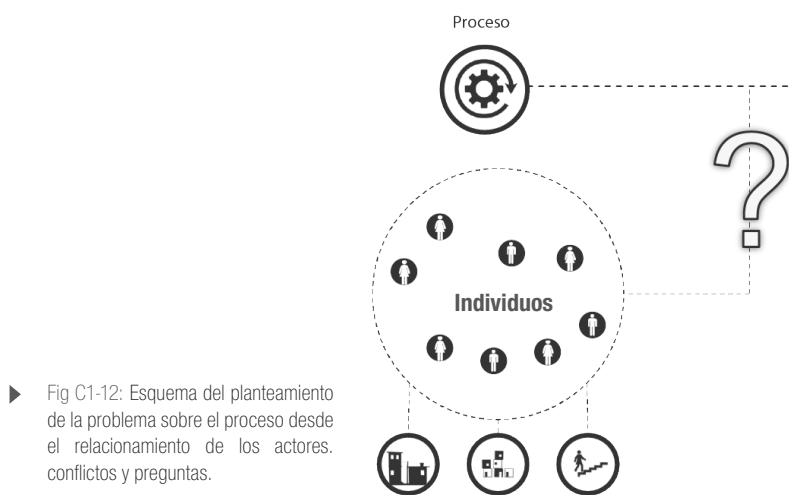 Proceso
?
Individuos
Fig C1-12: Esquema del planteamiento
de la problema sobre el proceso desde
el relacionamiento de los actores.
conflictos y preguntas.